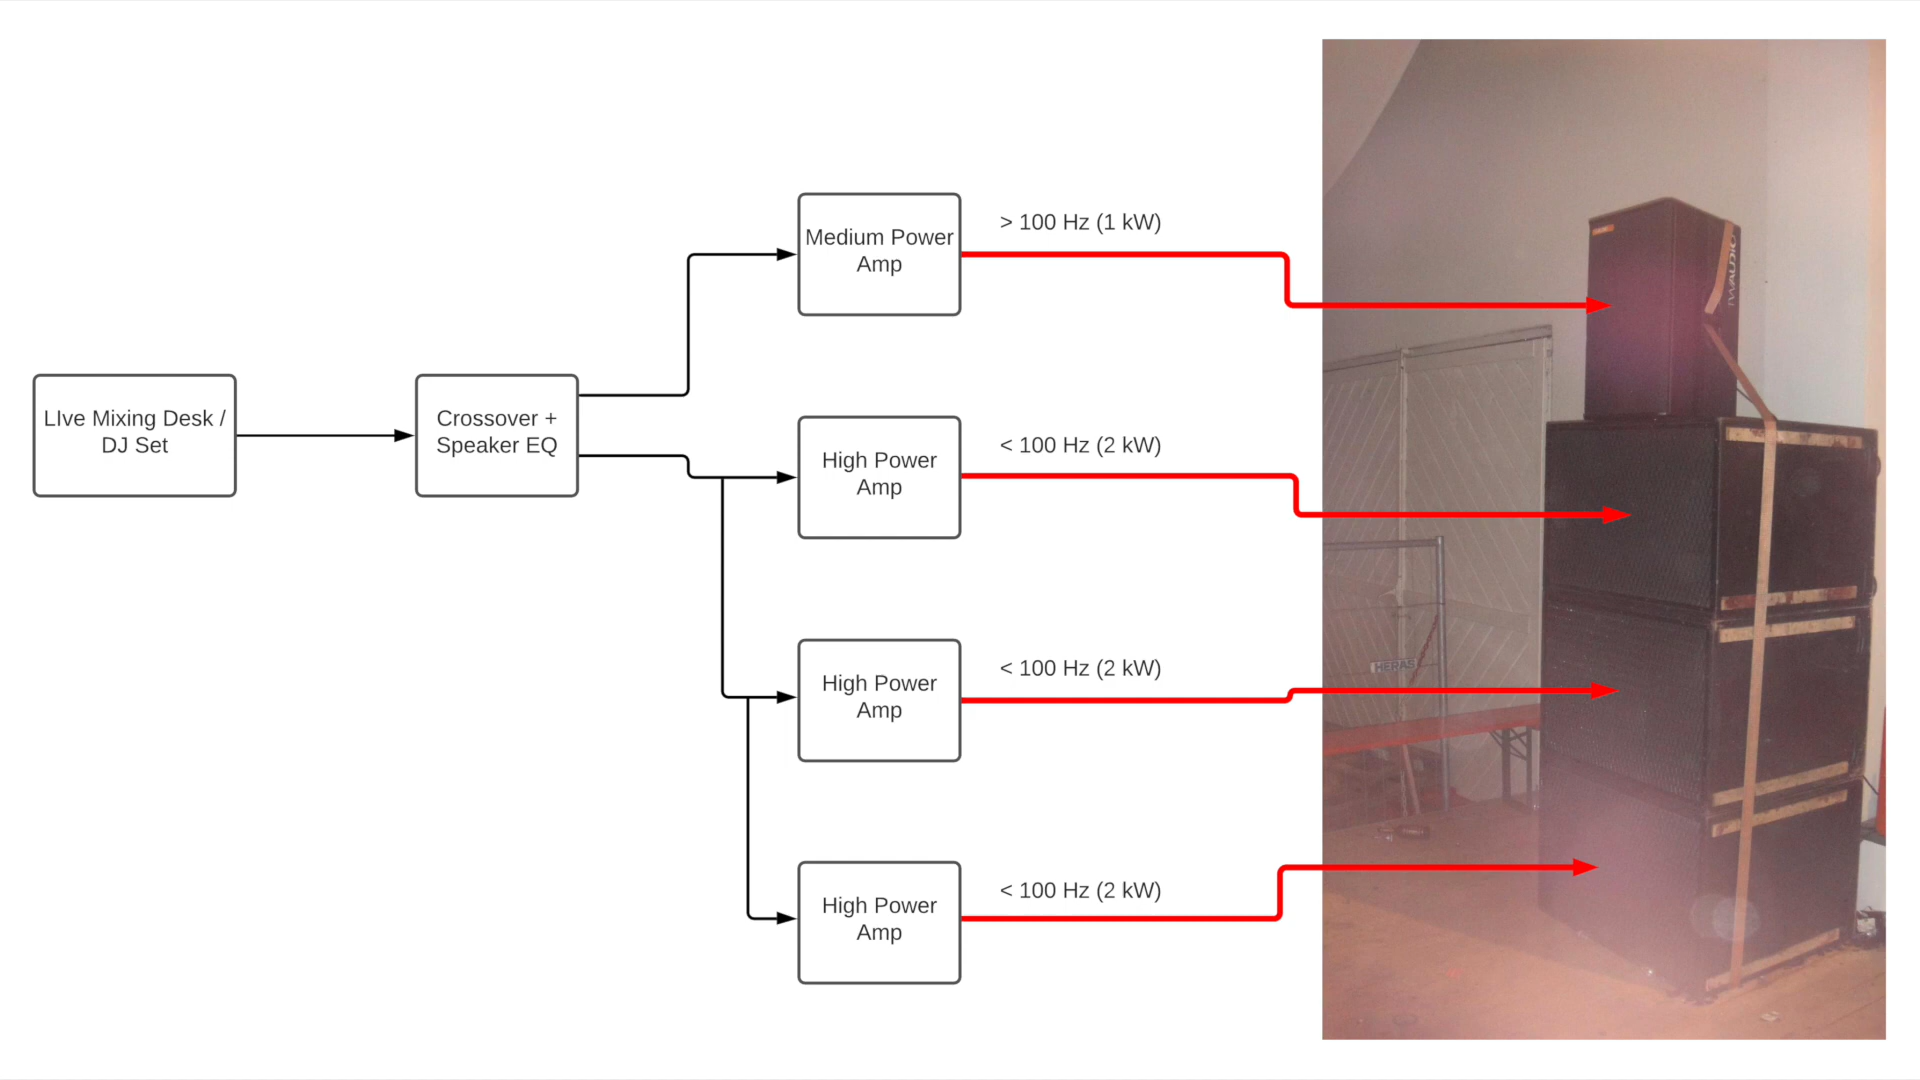 LIve Mixing Desk /
DJ Set
Crossover +
Speaker EQ
Medium Power
Amp
> 100 Hz (1 kW)
High Power
Amp
< 100 Hz (2 kW)
High Power
Amp
< 100 Hz (2 kW)
High Power
Amp
< 100 Hz (2 kW)
HERAS